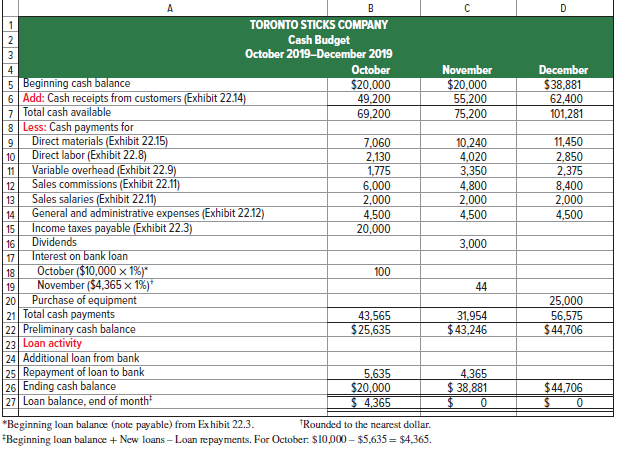 A B C D
1 TORONTO STICKS COMPANY
2 Cash Budget
3 October 2019–December 2019
4 October November December
5 Beginning cash balance $20,000 $20,000 $38,881
6 Add: Cash receipts from customers (Exhibit 22.14) 49,200 55,200 62,400
7 Total cash available 69,200 75,200 101,281
8 Less: Cash payments for
9 Direct materials (Exhibit 22.15) 7,060 10,240 11,450
10 Direct labor (Exhibit 22.8) 2,130 4,020 2,850
11 Variable overhead (Exhibit 22.9) 1,775 3,350 2,375
12 Sales commissions (Exhibit 22.11) 6,000 4,800 8,400
13 Sales salaries (Exhibit 22.11) 2,000 2,000 2,000
14 General and administrative expenses (Exhibit 22.12) 4,500 4,500 4,500
15 Income taxes payable (Exhibit 22.3) 20,000
16 Dividends 3,000
17 Interest on bank loan
18 October ($10,000 × 1%)* 100
19 November ($4,365 × 1%)† 44
20 Purchase of equipment 25,000
21 Total cash payments 43,565 31,954 56,575
22 Preliminary cash balance $25,635 $43,246 $44,706
23 Loan activity
24 Additional loan from bank
25 Repayment of loan to bank 5,635 4,365
26 Ending cash balance $20,000 $ 38,881 $44,706
27 Loan balance, end of month‡ $ 4,365 $ 0 $ 0
*Beginning loan balance (note payable) from Exhibit 22.3. †Rounded to the nearest dollar.
‡Beginning loan balance + New loans – Loan repayments. For October: $10,000 – $5,635 = $4,365.